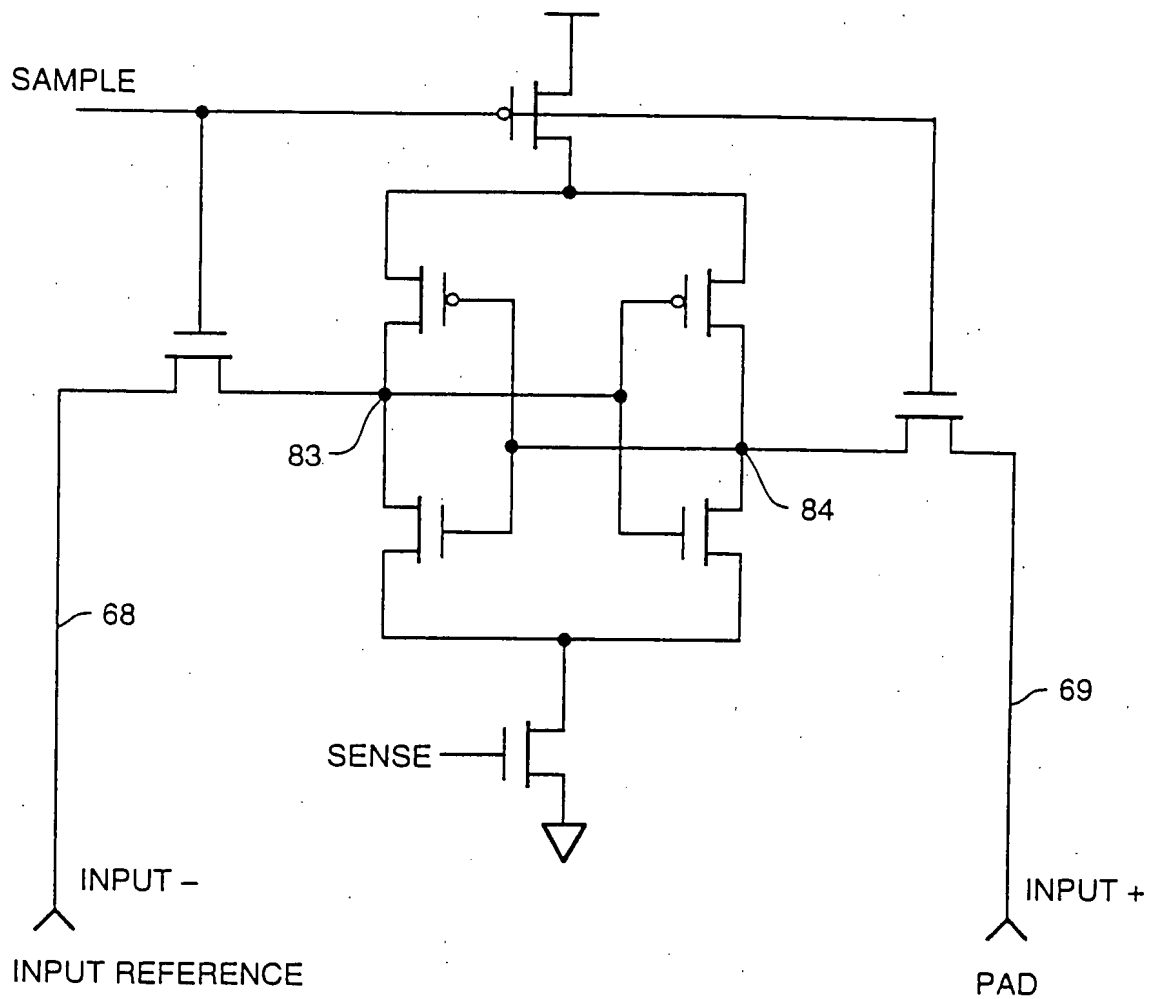 SAMPLE
83
84
68
69
SENSE
INPUT –
INPUT +
INPUT REFERENCE
PAD